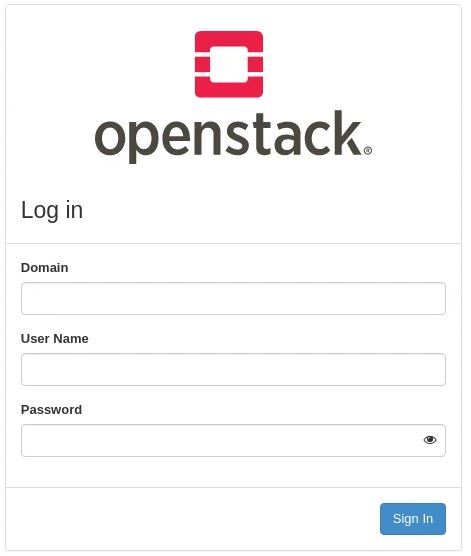 openstack®
Log in
Domain
User Name
Password
Sign In